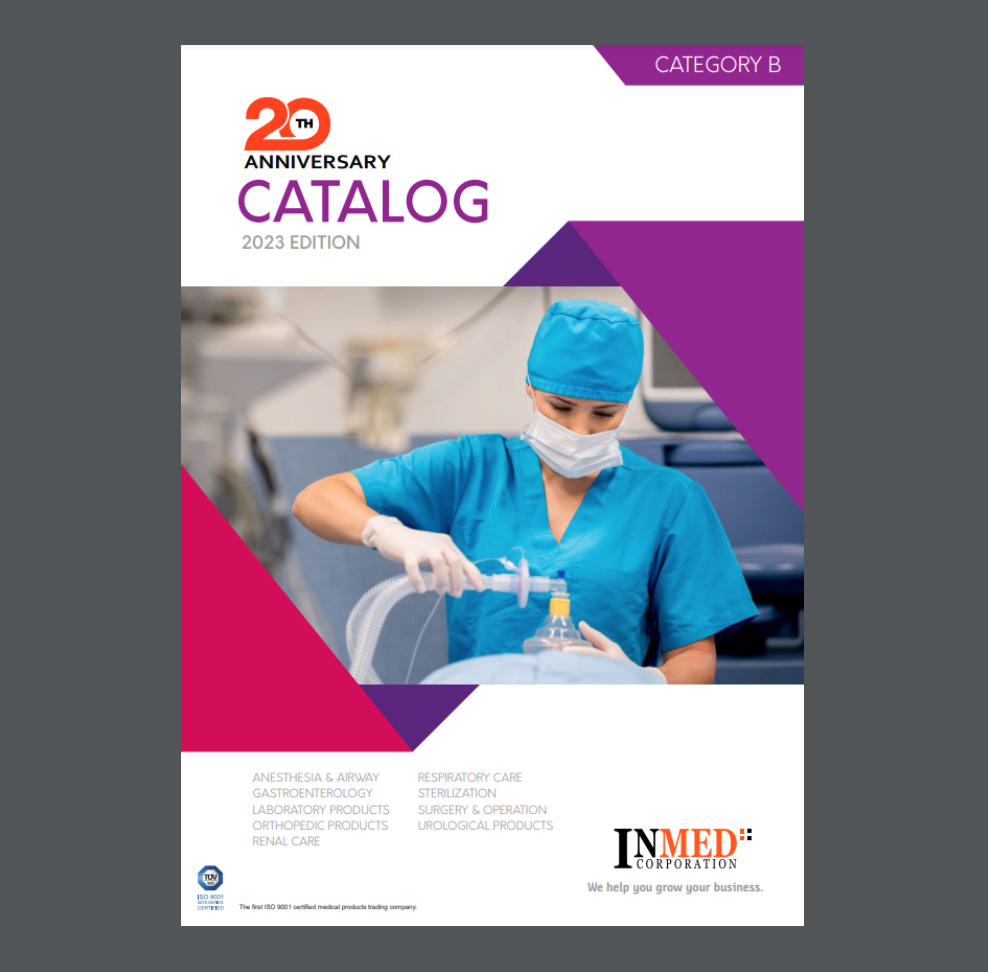 CATEGORY B
20TH
ANNIVERSARY
CATALOG
2023 EDITION
ANESTHESIA & AIRWAY
GASTROENTEROLOGY
LABORATORY PRODUCTS
ORTHOPEDIC PRODUCTS
RENAL CARE
RESPIRATORY CARE
STERILIZATION
SURGERY & OPERATION
UROLOGICAL PRODUCTS
INMED
CORPORATION
We help you grow your business.
TÜV
ISO 9001
CERTIFIED
The first ISO 9001 certified medical products trading company.